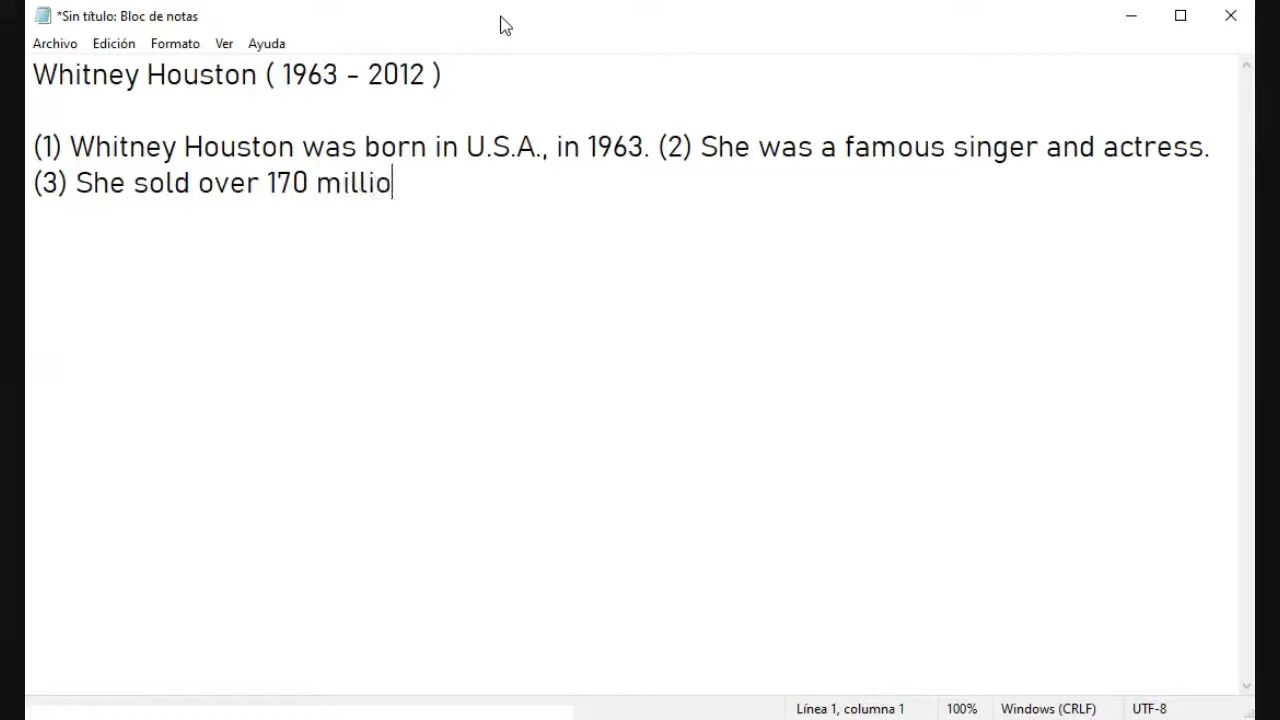 *Sin título: Bloc de notas
Archivo Edición Formato Ver Ayuda
Whitney Houston ( 1963 - 2012 )
(1) Whitney Houston was born in U.S.A., in 1963. (2) She was a famous singer and actress.
(3) She sold over 170 millio
Línea 1, columna 1 100% Windows (CRLF) UTF-8